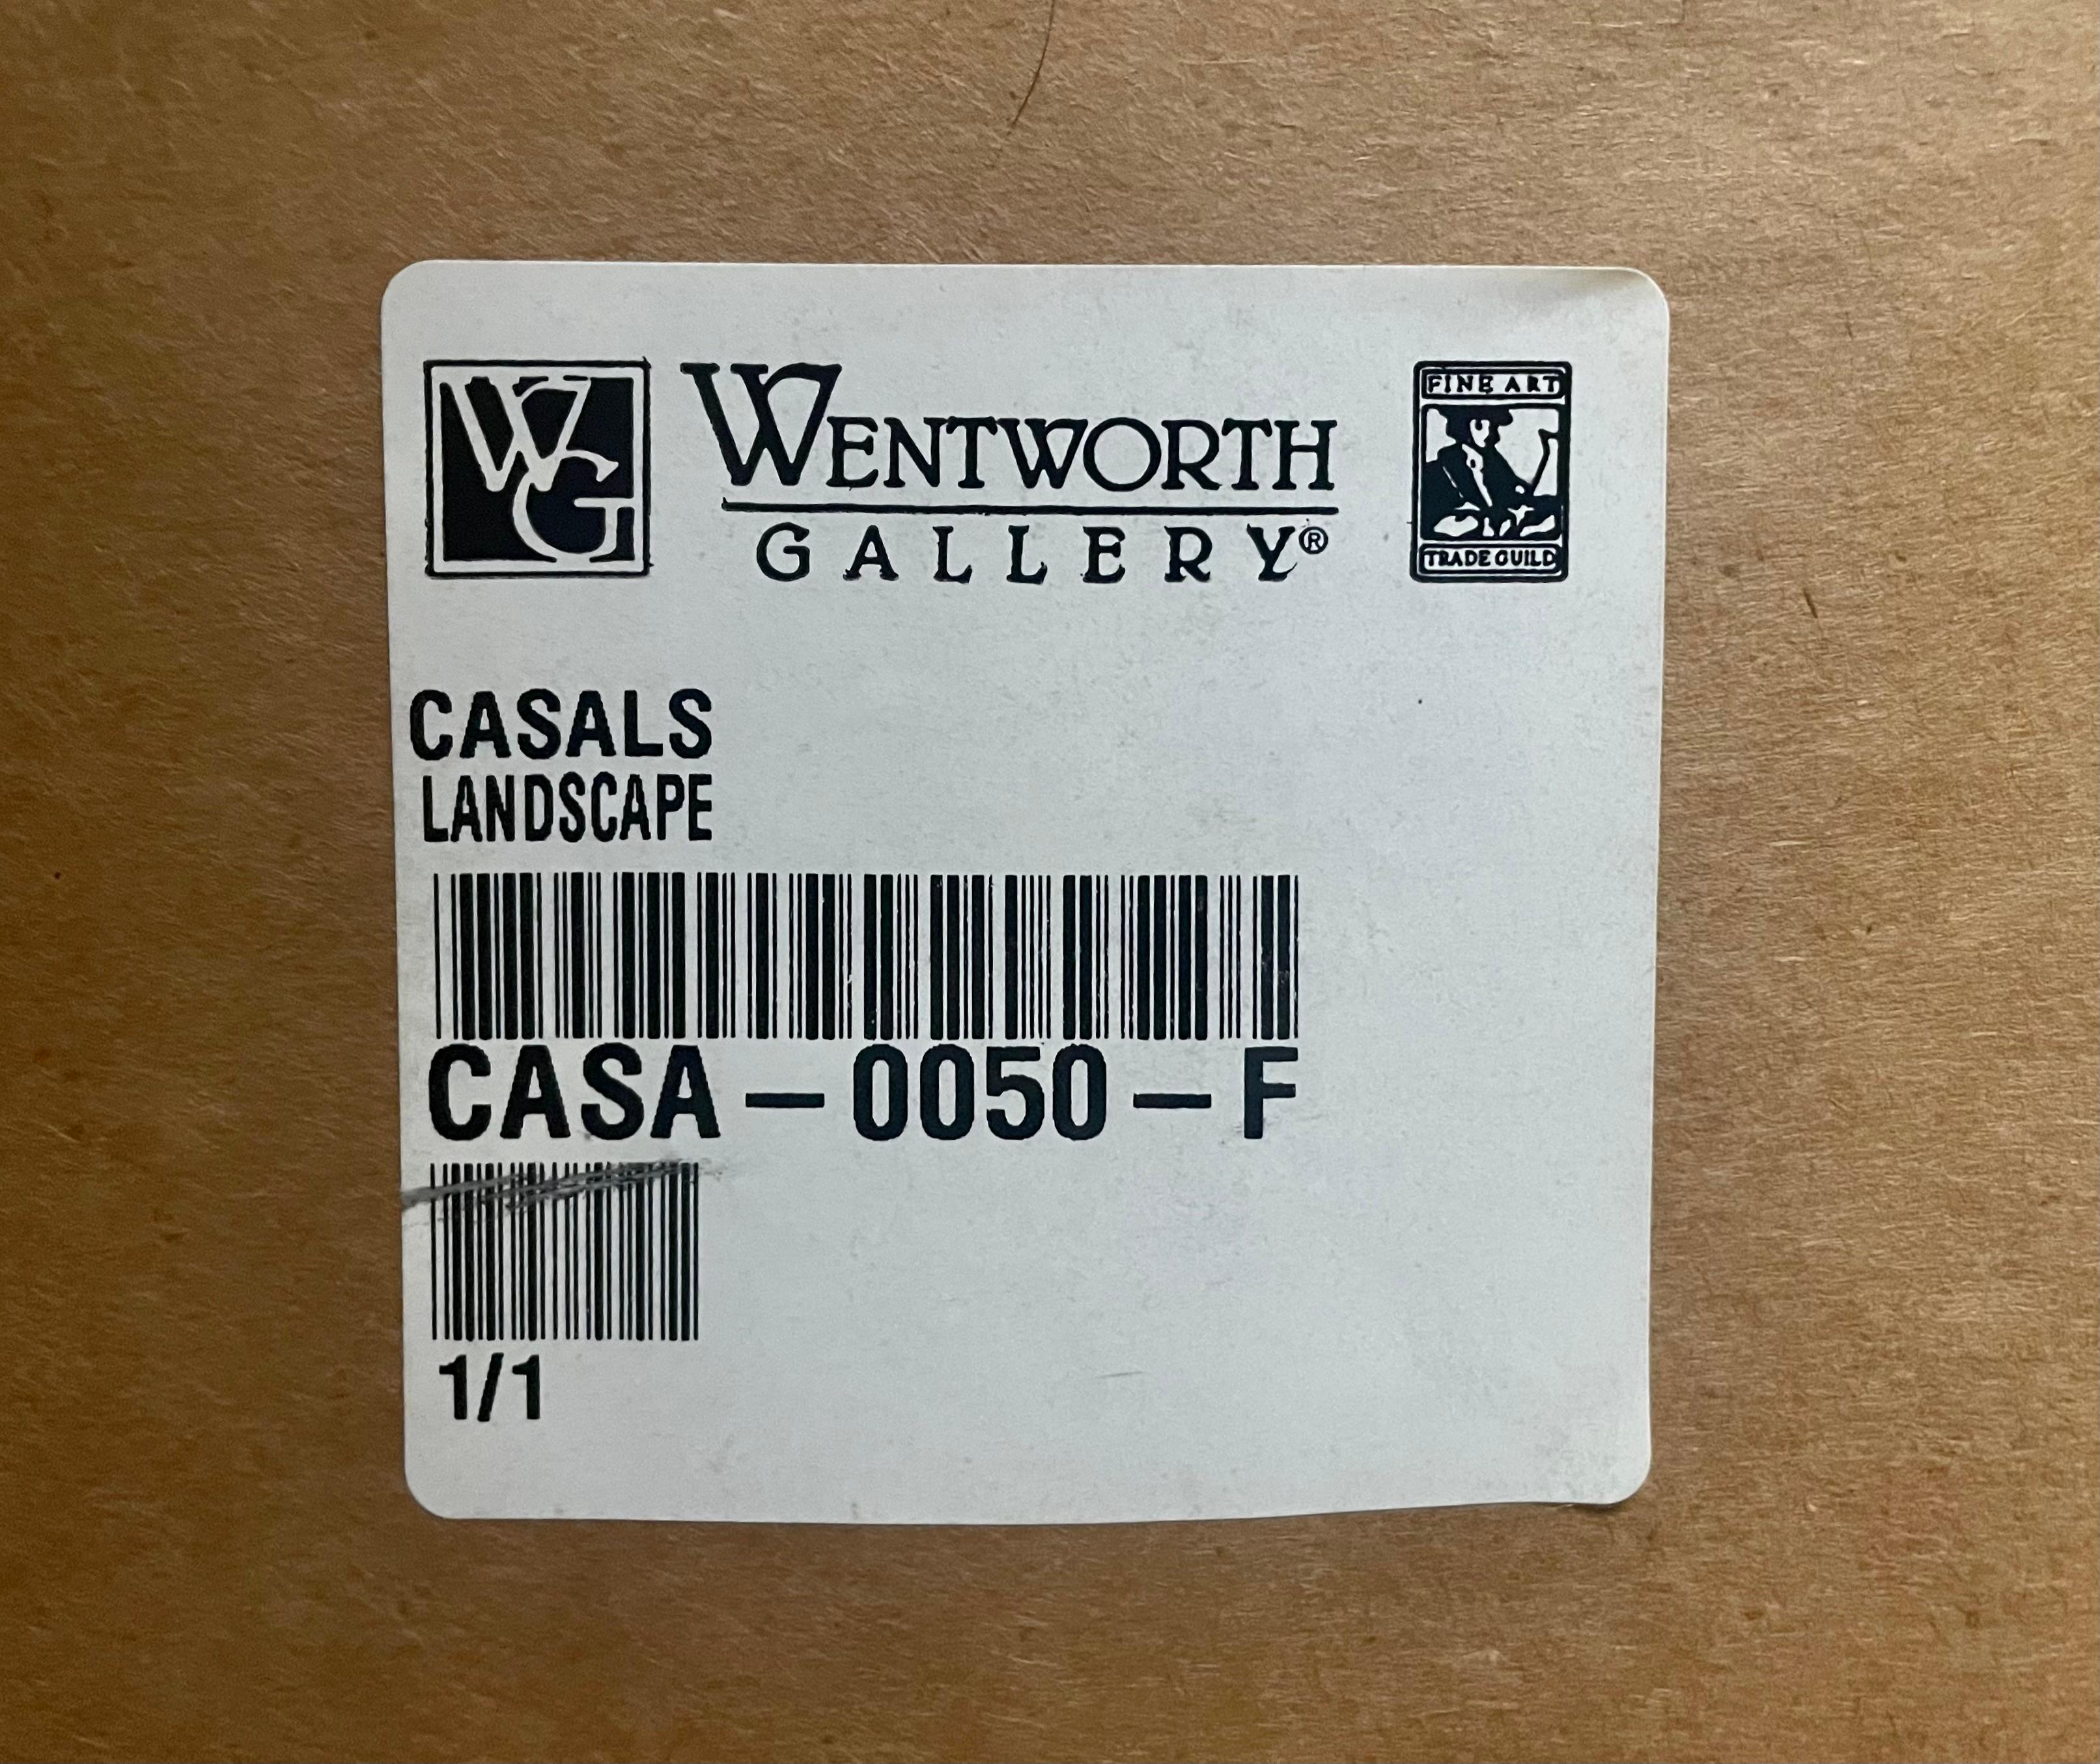 WG
WENTWORTH
GALLERY®
FINE ART
TRADE GUILD
CASALS
LANDSCAPE
CASA-0050-F
1/1